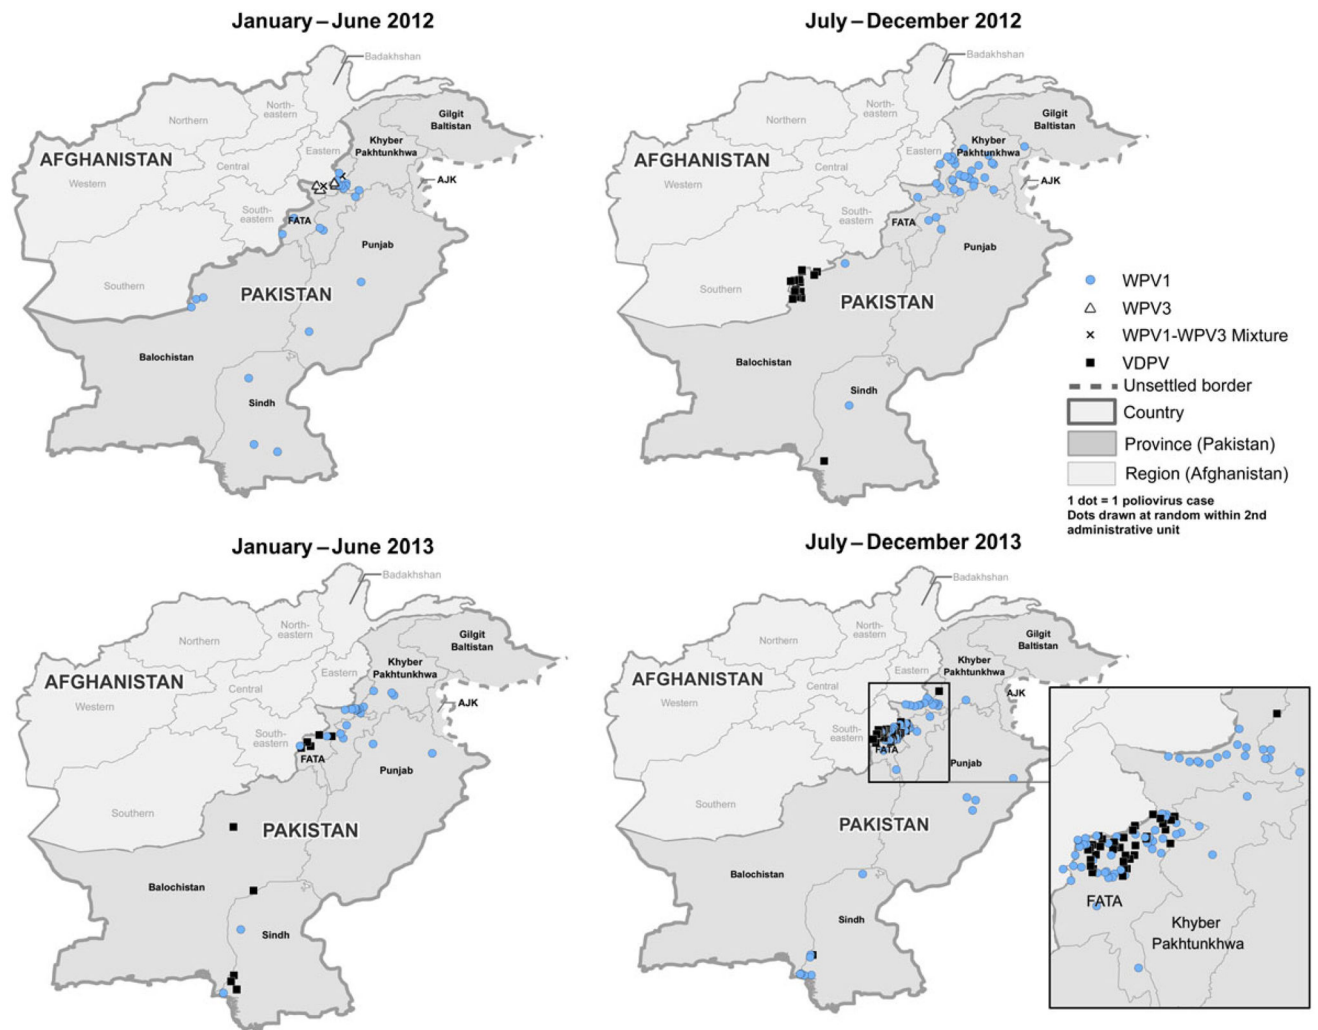 January – June 2012
Badakhshan
North-
eastern
Northern
Gilgit
Baltistan
Khyber
Pakhtunkhwa
Eastern
AFGHANISTAN
Central
Western
AJK
South-
eastern
FATA
Punjab
Southern
PAKISTAN
Balochistan
Sindh
July – December 2012
Badakhshan
North-
eastern
Northern
Gilgit
Baltistan
Khyber
Pakhtunkhwa
Eastern
AFGHANISTAN
Central
Western
AJK
South-
eastern
FATA
Punjab
Southern
PAKISTAN
Balochistan
Sindh
WPV1
WPV3
WPV1-WPV3 Mixture
VDPV
Unsettled border
Country
Province (Pakistan)
Region (Afghanistan)
1 dot = 1 poliovirus case
Dots drawn at random within 2nd
administrative unit
January – June 2013
Badakhshan
North-
eastern
Northern
Gilgit
Baltistan
Khyber
Pakhtunkhwa
Eastern
AFGHANISTAN
Central
Western
AJK
South-
eastern
FATA
Punjab
Southern
PAKISTAN
Balochistan
Sindh
July – December 2013
Badakhshan
North-
eastern
Northern
Gilgit
Baltistan
Khyber
Pakhtunkhwa
Eastern
AFGHANISTAN
Central
Western
AJK
South-
eastern
FATA
Punjab
Southern
PAKISTAN
Balochistan
Sindh
FATA
Khyber
Pakhtunkhwa